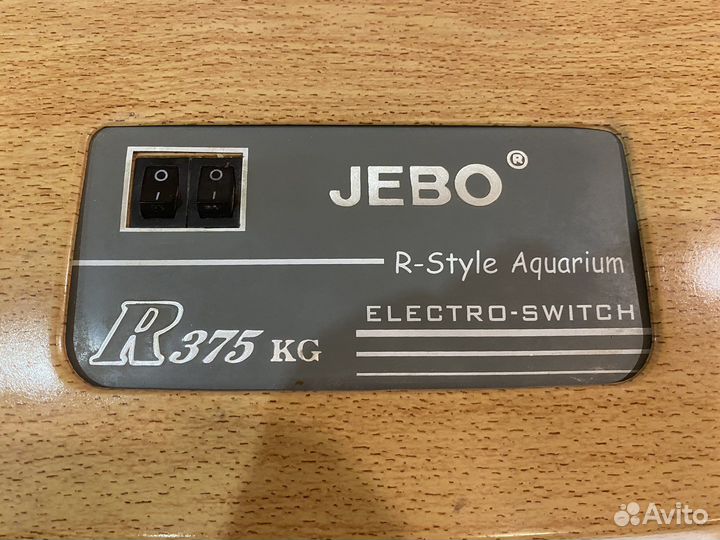 O O
I I
JEBO®
R-Style Aquarium
ELECTRO-SWITCH
R375 KG
Avito